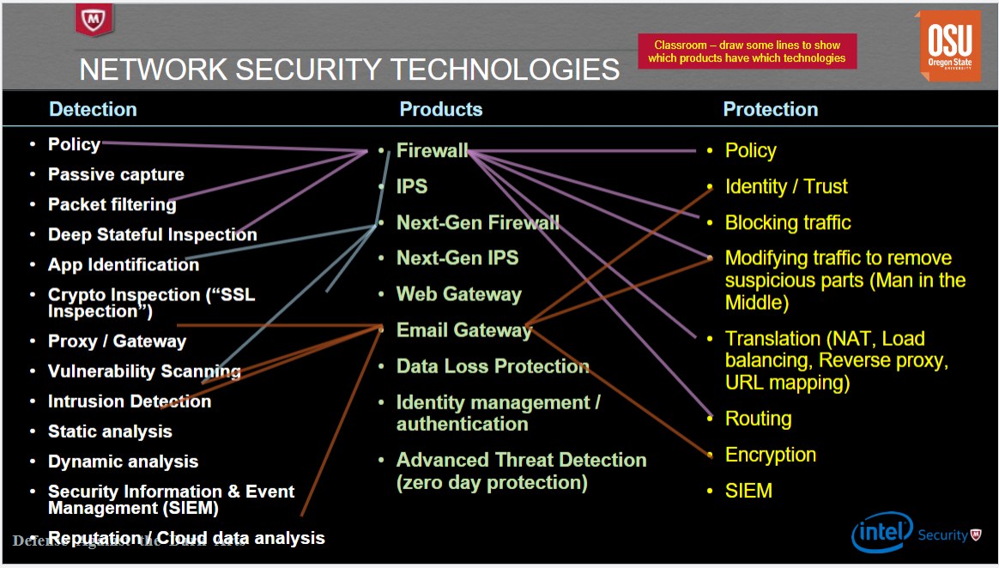 Classroom – draw some lines to show
which products have which technologies
OSU
Oregon State
UNIVERSITY
NETWORK SECURITY TECHNOLOGIES
Detection
• Policy
• Passive capture
• Packet filtering
• Deep Stateful Inspection
• App Identification
• Crypto Inspection (“SSL
Inspection”)
• Proxy / Gateway
• Vulnerability Scanning
• Intrusion Detection
• Static analysis
• Dynamic analysis
• Security Information & Event
Management (SIEM)
• Reputation / Cloud data analysis
Products
• Firewall
• IPS
• Next-Gen Firewall
• Next-Gen IPS
• Web Gateway
• Email Gateway
• Data Loss Protection
• Identity management /
authentication
• Advanced Threat Detection
(zero day protection)
Protection
• Policy
• Identity / Trust
• Blocking traffic
• Modifying traffic to remove
suspicious parts (Man in the
Middle)
• Translation (NAT, Load
balancing, Reverse proxy,
URL mapping)
• Routing
• Encryption
• SIEM
Defense Against the Dark Arts
intel Security